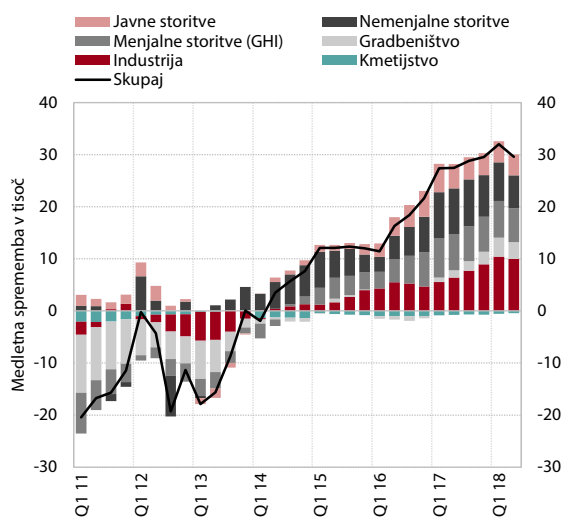 Javne storitve
Nemenjalne storitve
Menjalne storitve (GHI)
Gradbeništvo
Industrija
Kmetijstvo
Skupaj
Medletna sprememba v tisoč
40
30
20
10
0
-10
-20
-30
40
30
20
10
0
-10
-20
-30
Q1 11
Q1 12
Q1 13
Q1 14
Q1 15
Q1 16
Q1 17
Q1 18